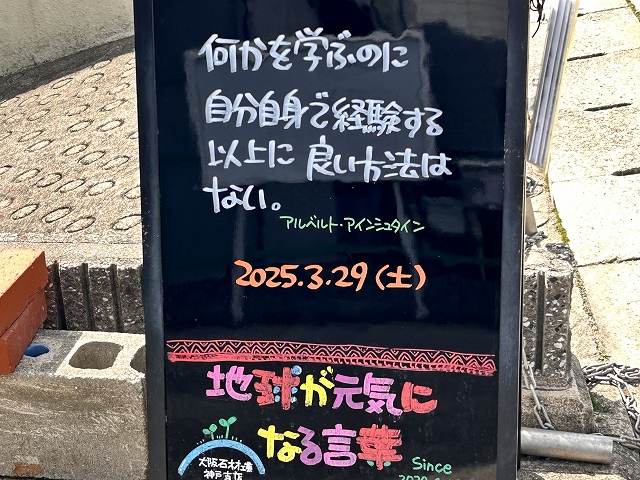 何かを学ぶのに
自分自身で経験する
以上に良い方法は
ない。
アルベルト・アインシュタイン
2025.3.29(土)
地球が元気に
なる言葉
大阪石材工業
神戸支店
Since